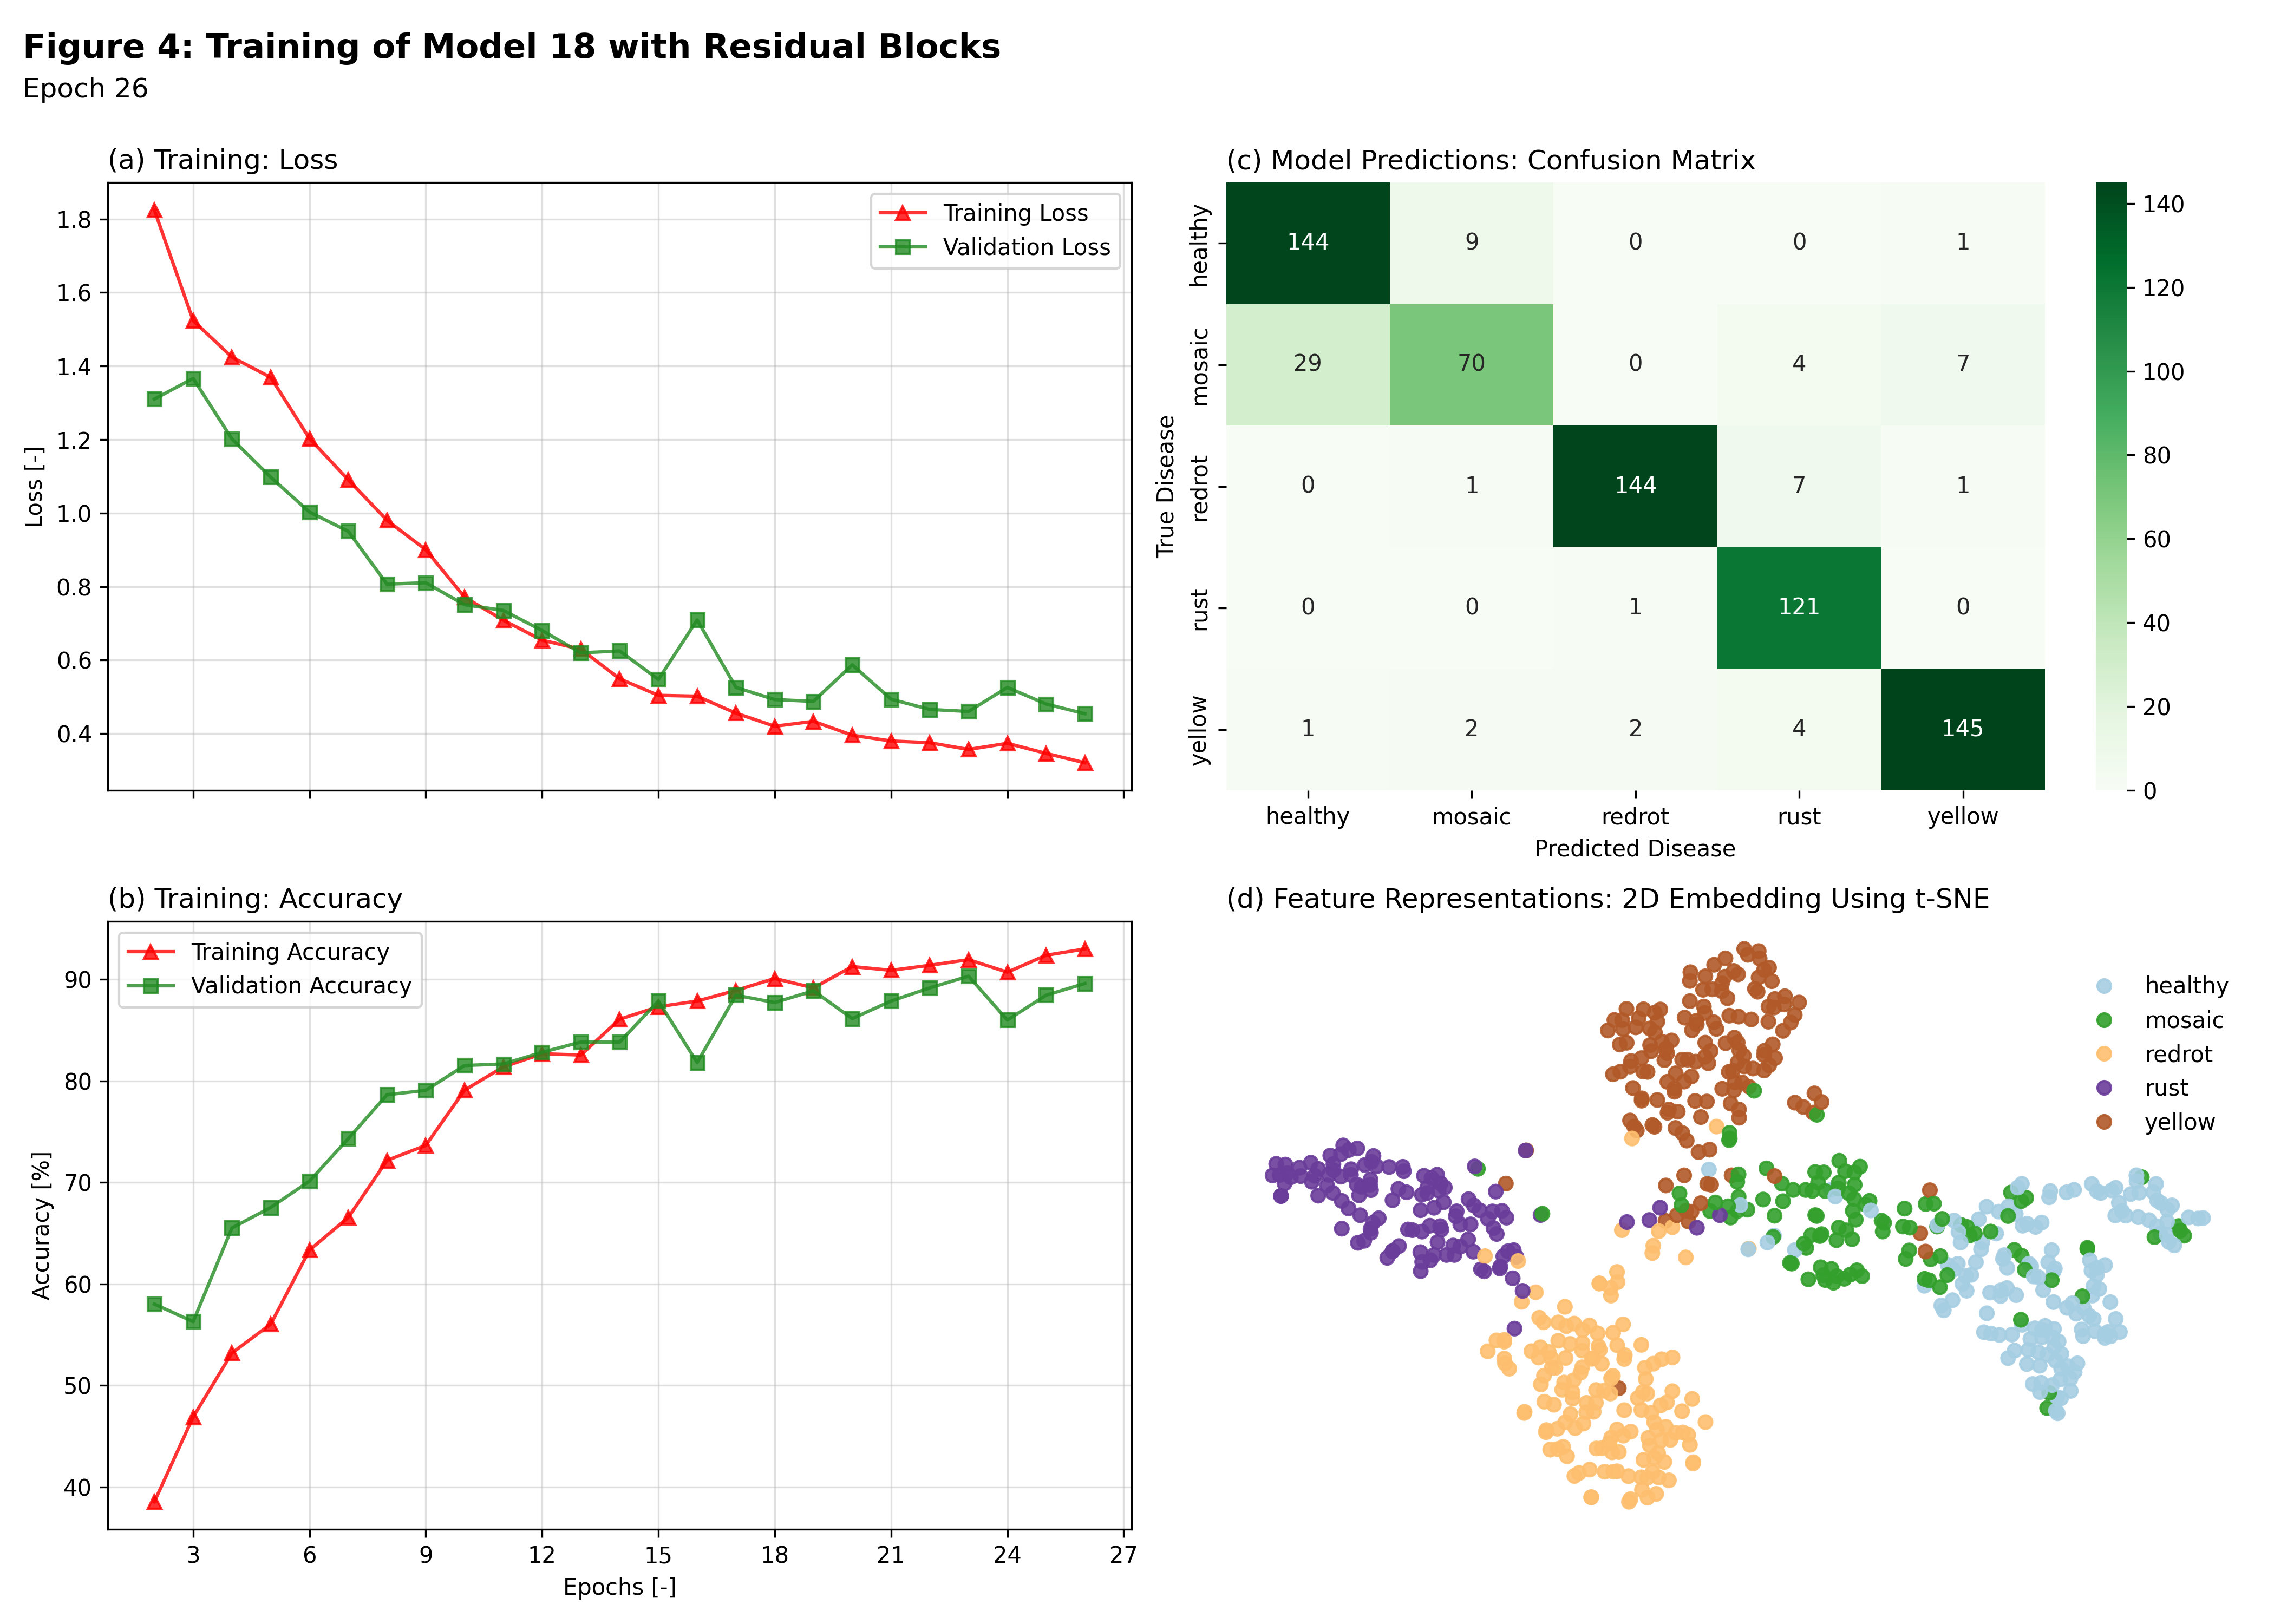 Figure 4: Training of Model 18 with Residual Blocks
Epoch 26
(a) Training: Loss
Training Loss
Validation Loss
1.8
1.6
1.4
1.2
1.0
0.8
0.6
0.4
Loss [-]
(b) Training: Accuracy
Training Accuracy
Validation Accuracy
90
80
70
60
50
40
Accuracy [%]
3 6 9 12 15 18 21 24 27
Epochs [-]
(c) Model Predictions: Confusion Matrix
True Disease
healthy
144 9 0 0 1
mosaic
29 70 0 4 7
redrot
0 1 144 7 1
rust
0 0 1 121 0
yellow
1 2 2 4 145
healthy mosaic redrot rust yellow
Predicted Disease
140
120
100
80
60
40
20
0
(d) Feature Representations: 2D Embedding Using t-SNE
healthy
mosaic
redrot
rust
yellow